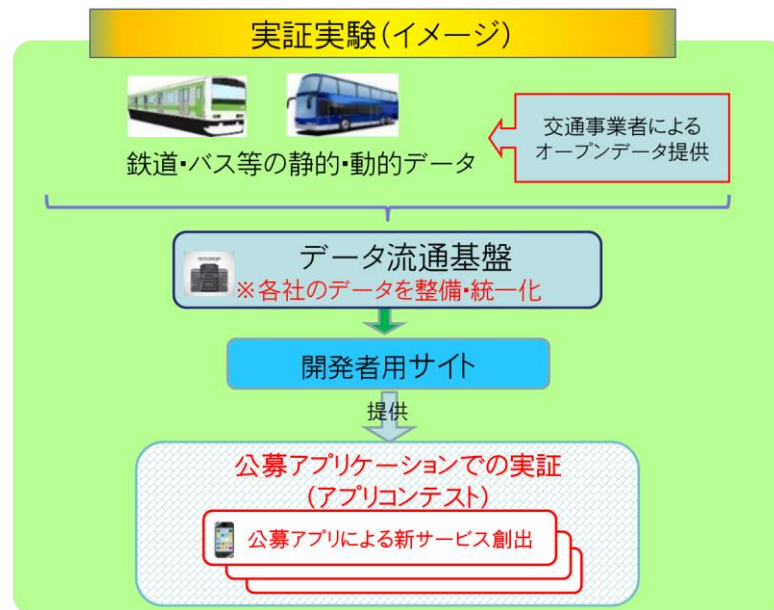 実証実験(イメージ)
交通事業者による
オープンデータ提供
鉄道・バス等の静的・動的データ
データ流通基盤
※各社のデータを整備・統一化
開発者用サイト
提供
公募アプリケーションでの実証
(アプリコンテスト)
公募アプリによる新サービス創出